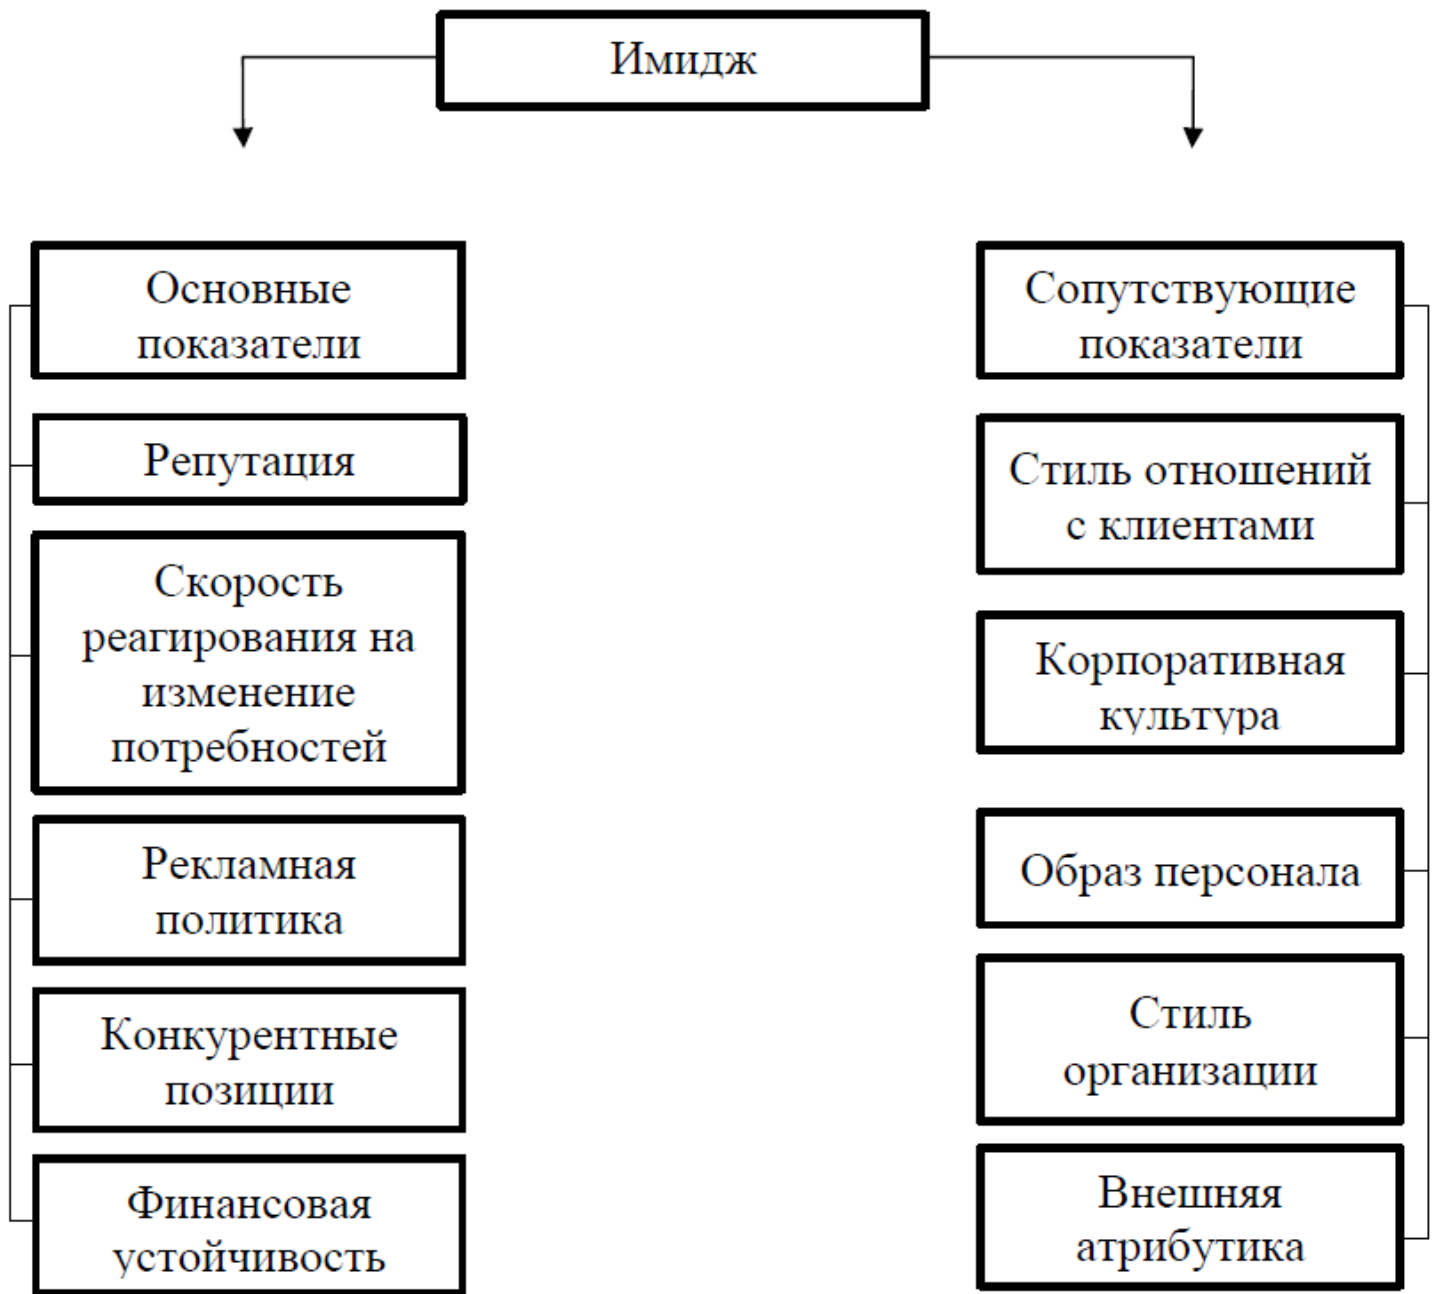 Имидж
Основные
показатели
Репутация
Скорость
реагирования на
изменение
потребностей
Рекламная
политика
Конкурентные
позиции
Финансовая
устойчивость
Сопутствующие
показатели
Стиль отношений
с клиентами
Корпоративная
культура
Образ персонала
Стиль
организации
Внешняя
атрибутика